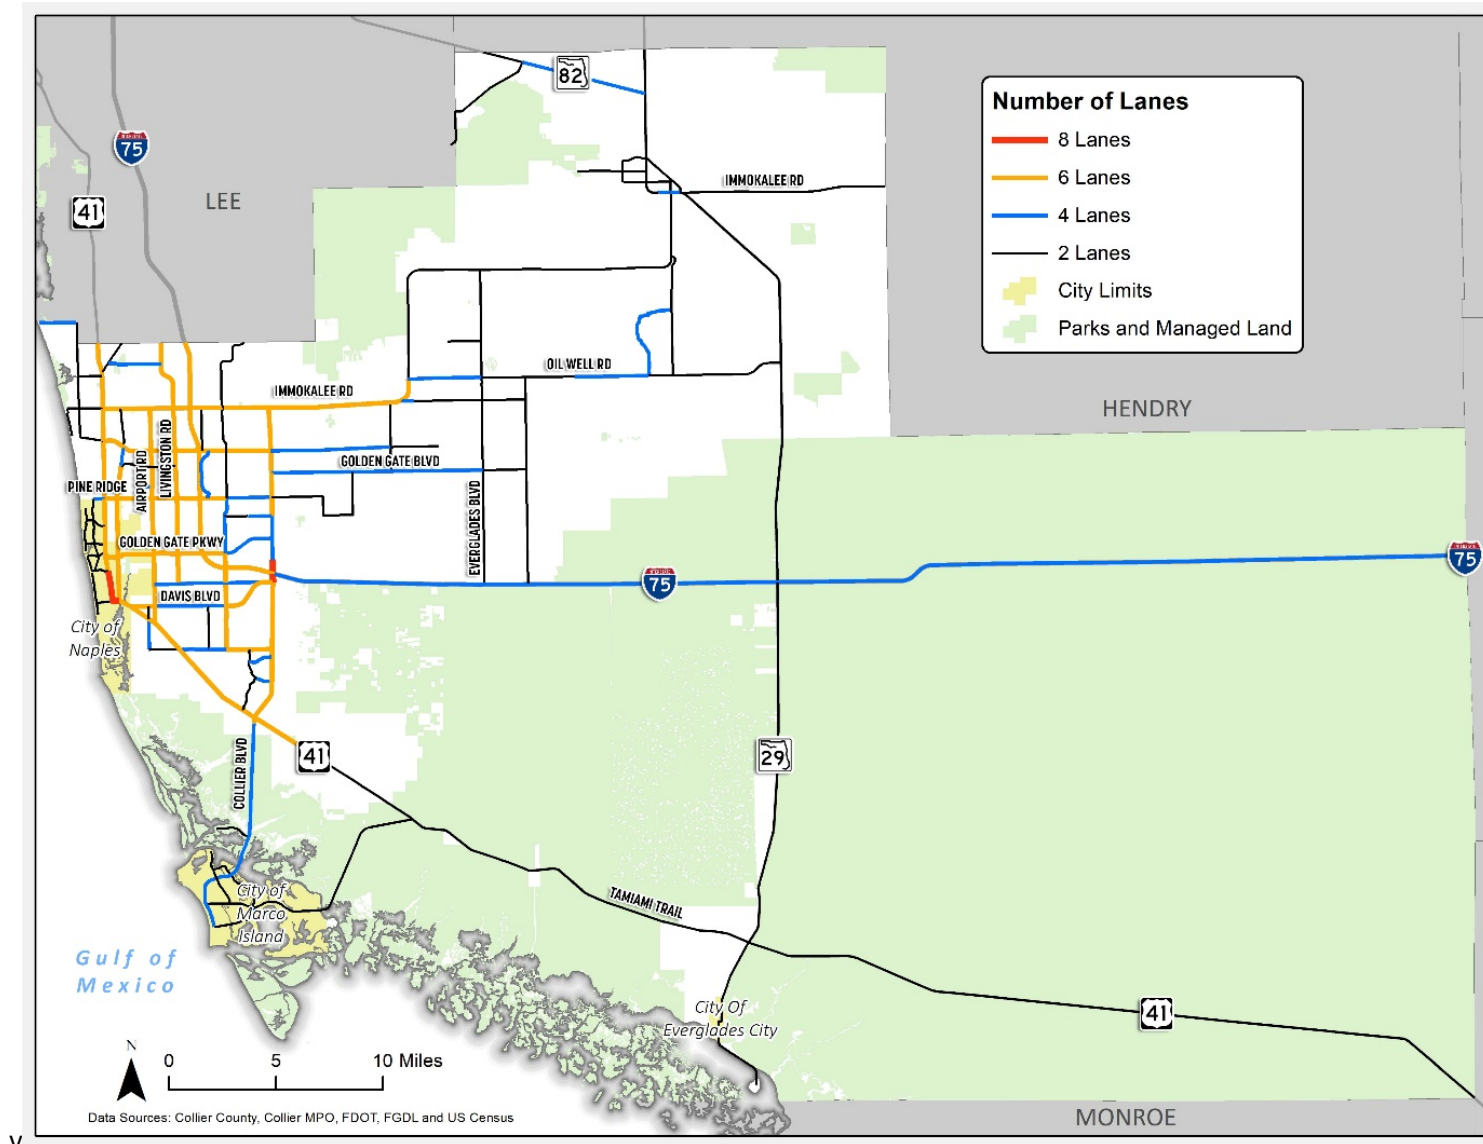 82
Number of Lanes
8 Lanes
6 Lanes
4 Lanes
2 Lanes
City Limits
Parks and Managed Land
75
LEE
41
IMMOKALEE RD
OIL WELL RD
IMMOKALEE RD
HENDRY
LIVINGSTON RD
AIRPORT RD
GOLDEN GATE BLVD
PINE RIDGE
EVERGLADES BLVD
GOLDEN GATE PKWY
75
75
DAVIS BLVD
City of
Naples
41
29
COLLIER BLVD
City of
Marco
Island
TAMIAMI TRAIL
Gulf of
Mexico
City Of
Everglades City
41
N
0 5 10 Miles
Data Sources: Collier County, Collier MPO, FDOT, FGDL and US Census
MONROE
y